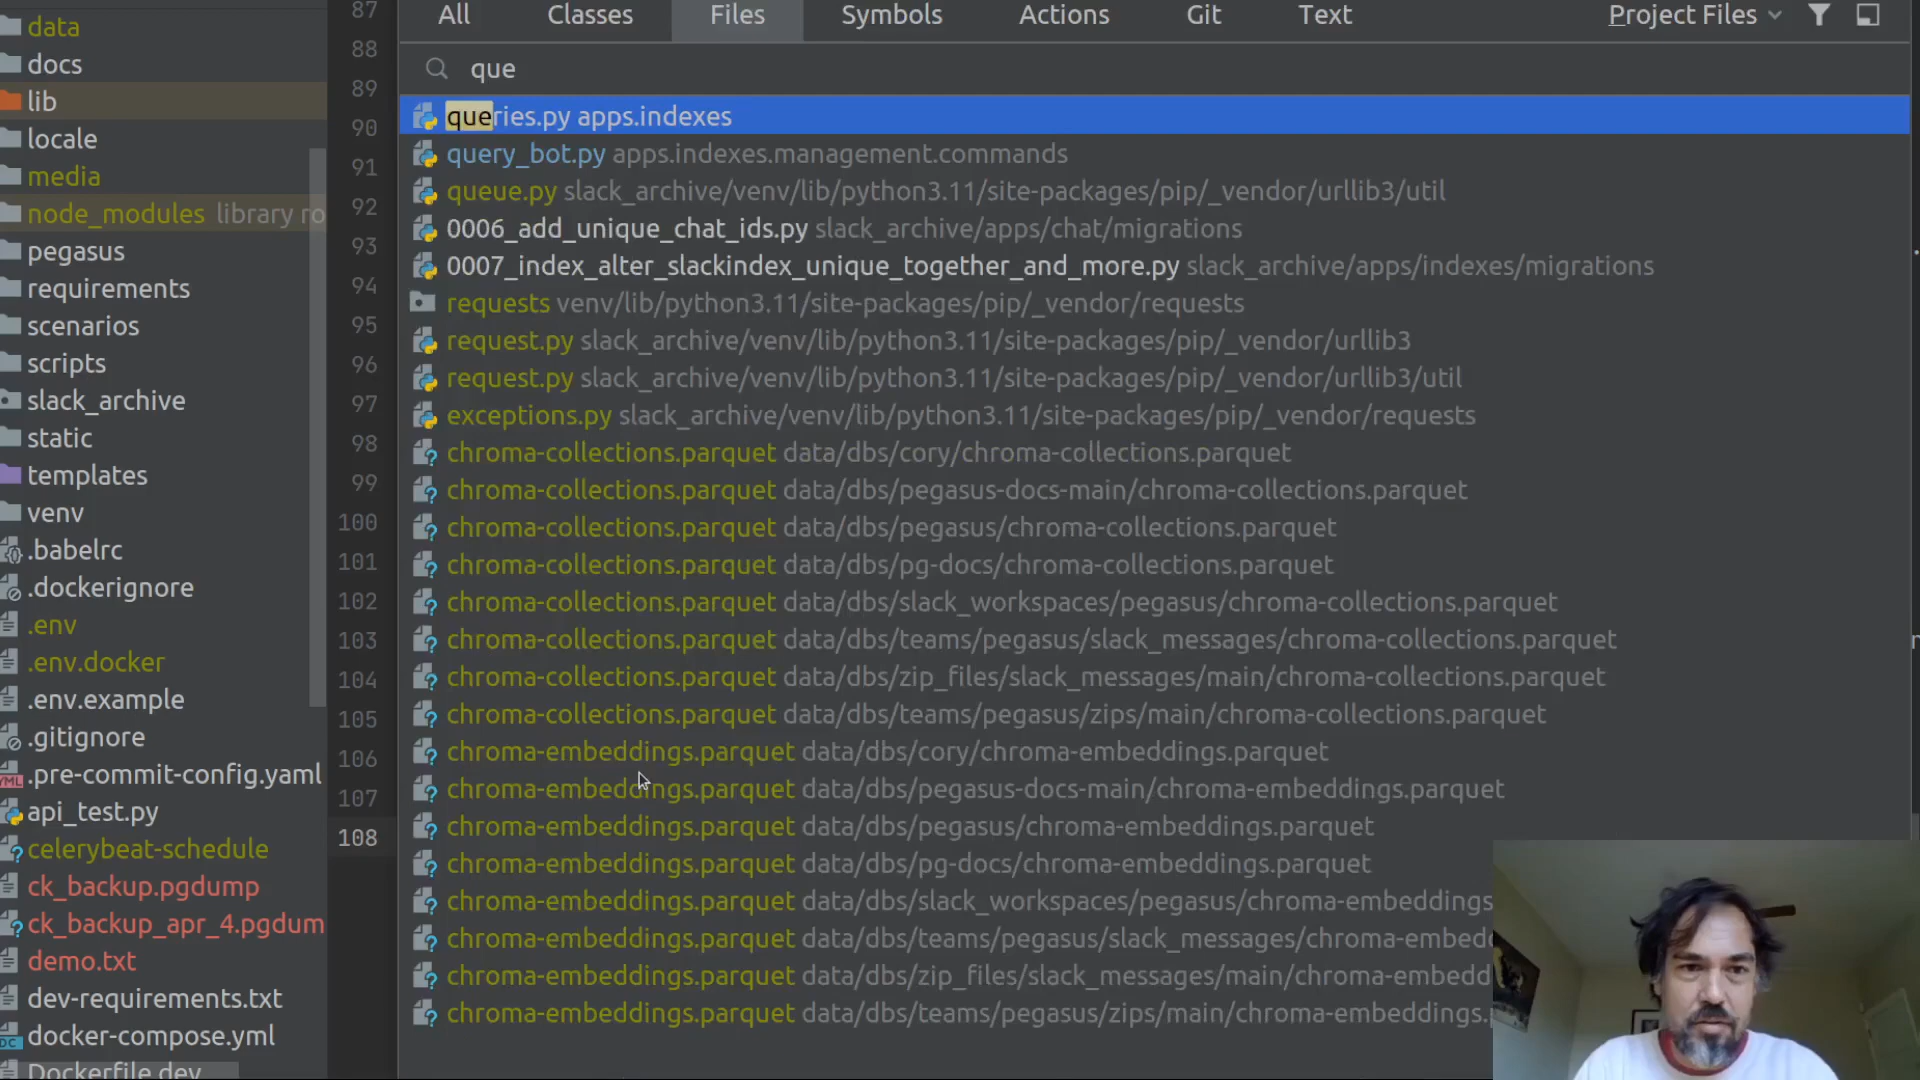 data
docs
lib
locale
media
node_modules library ro
pegasus
requirements
scenarios
scripts
slack_archive
static
templates
venv
.babelrc
.dockerignore
.env
.env.docker
.env.example
.gitignore
.pre-commit-config.yaml
api_test.py
celerybeat-schedule
ck_backup.pgdump
ck_backup_apr_4.pgdum
demo.txt
dev-requirements.txt
docker-compose.yml
Dockerfile.dev
87
88
89
90
91
92
93
94
95
96
97
98
99
100
101
102
103
104
105
106
107
108
All Classes Files Symbols Actions Git Text Project Files
que
queries.py apps.indexes
query_bot.py apps.indexes.management.commands
queue.py slack_archive/venv/lib/python3.11/site-packages/pip/_vendor/urllib3/util
0006_add_unique_chat_ids.py slack_archive/apps/chat/migrations
0007_index_alter_slackindex_unique_together_and_more.py slack_archive/apps/indexes/migrations
requests venv/lib/python3.11/site-packages/pip/_vendor/requests
request.py slack_archive/venv/lib/python3.11/site-packages/pip/_vendor/urllib3
request.py slack_archive/venv/lib/python3.11/site-packages/pip/_vendor/urllib3/util
exceptions.py slack_archive/venv/lib/python3.11/site-packages/pip/_vendor/requests
chroma-collections.parquet data/dbs/cory/chroma-collections.parquet
chroma-collections.parquet data/dbs/pegasus-docs-main/chroma-collections.parquet
chroma-collections.parquet data/dbs/pegasus/chroma-collections.parquet
chroma-collections.parquet data/dbs/pg-docs/chroma-collections.parquet
chroma-collections.parquet data/dbs/slack_workspaces/pegasus/chroma-collections.parquet
chroma-collections.parquet data/dbs/teams/pegasus/slack_messages/chroma-collections.parquet
chroma-collections.parquet data/dbs/zip_files/slack_messages/main/chroma-collections.parquet
chroma-collections.parquet data/dbs/teams/pegasus/zips/main/chroma-collections.parquet
chroma-embeddings.parquet data/dbs/cory/chroma-embeddings.parquet
chroma-embeddings.parquet data/dbs/pegasus-docs-main/chroma-embeddings.parquet
chroma-embeddings.parquet data/dbs/pegasus/chroma-embeddings.parquet
chroma-embeddings.parquet data/dbs/pg-docs/chroma-embeddings.parquet
chroma-embeddings.parquet data/dbs/slack_workspaces/pegasus/chroma-embeddings
chroma-embeddings.parquet data/dbs/teams/pegasus/slack_messages/chroma-embedd
chroma-embeddings.parquet data/dbs/zip_files/slack_messages/main/chroma-embedd
chroma-embeddings.parquet data/dbs/teams/pegasus/zips/main/chroma-embeddings.